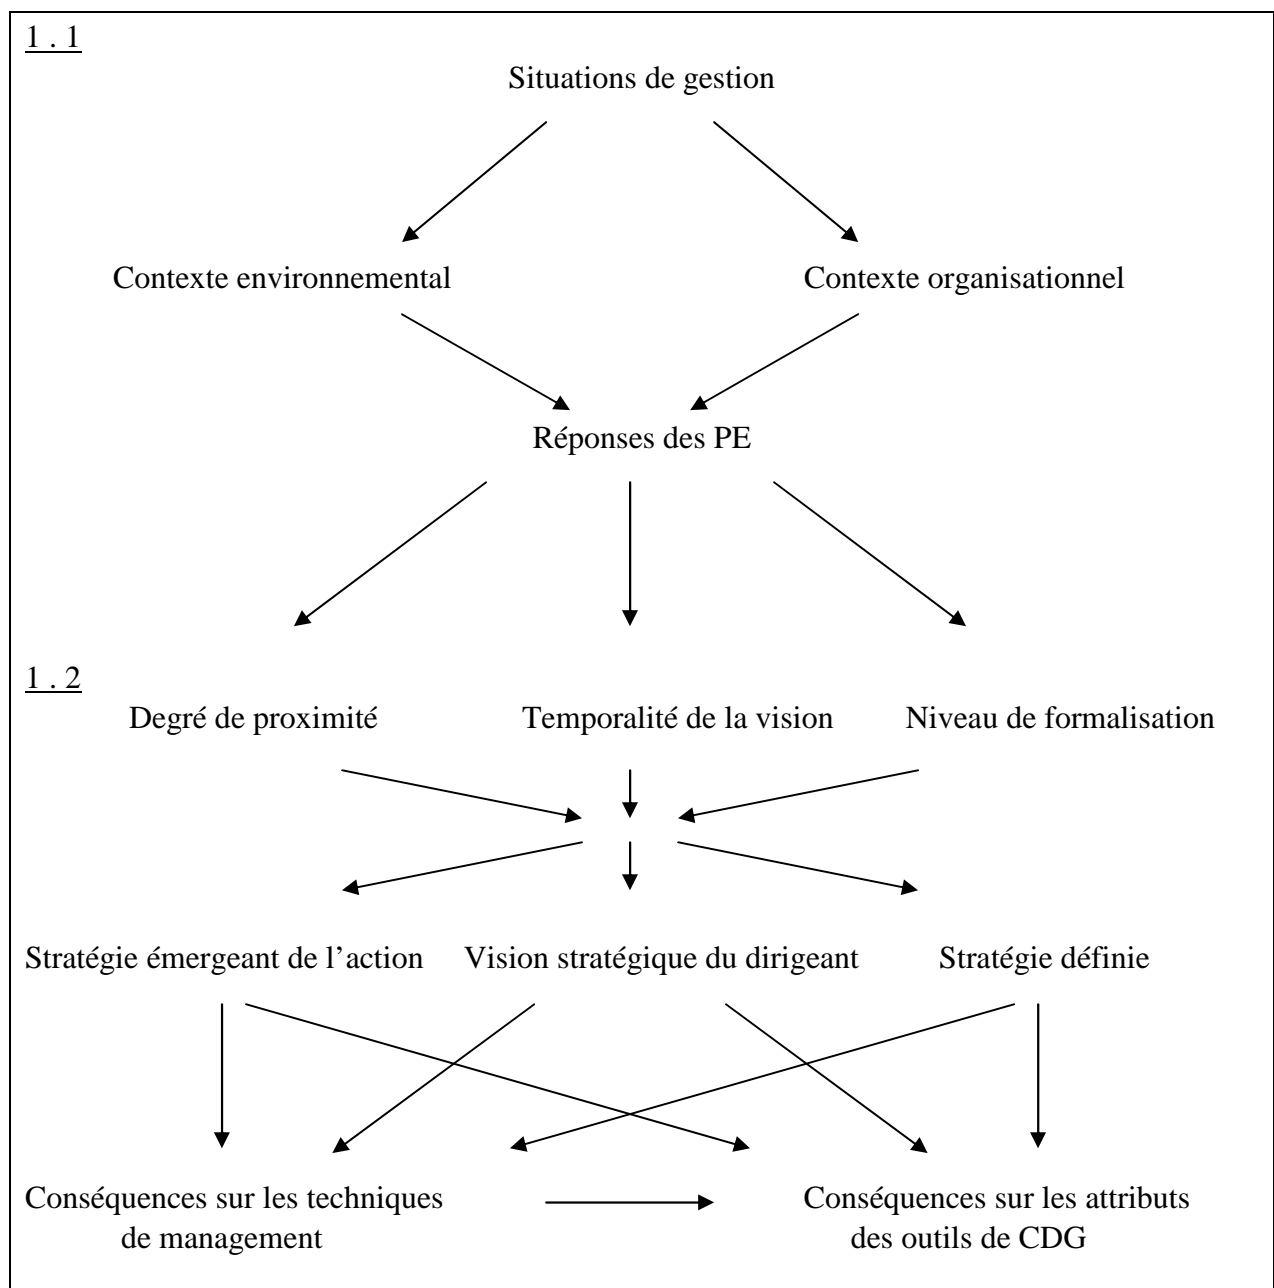 1 . 1
Situations de gestion
Contexte environnemental Contexte organisationnel
Réponses des PE
1 . 2
Degré de proximité Temporalité de la vision Niveau de formalisation
Stratégie émergeant de l’action Vision stratégique du dirigeant Stratégie définie
Conséquences sur les techniques Conséquences sur les attributs
de management des outils de CDG